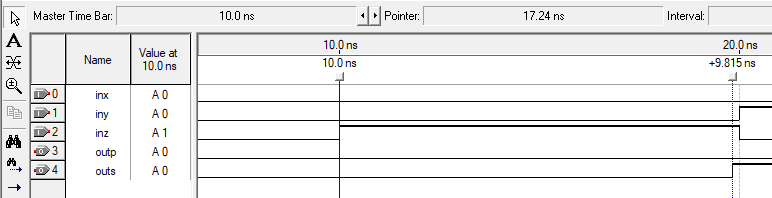 Master Time Bar: 10.0 ns Pointer: 17.24 ns Interval:
Name Value at 10.0 ns
10.0 ns 20.0 ns
10.0 ns +9.815 ns
0 inx A 0
1 iny A 0
2 inz A 1
3 outp A 0
4 outs A 0